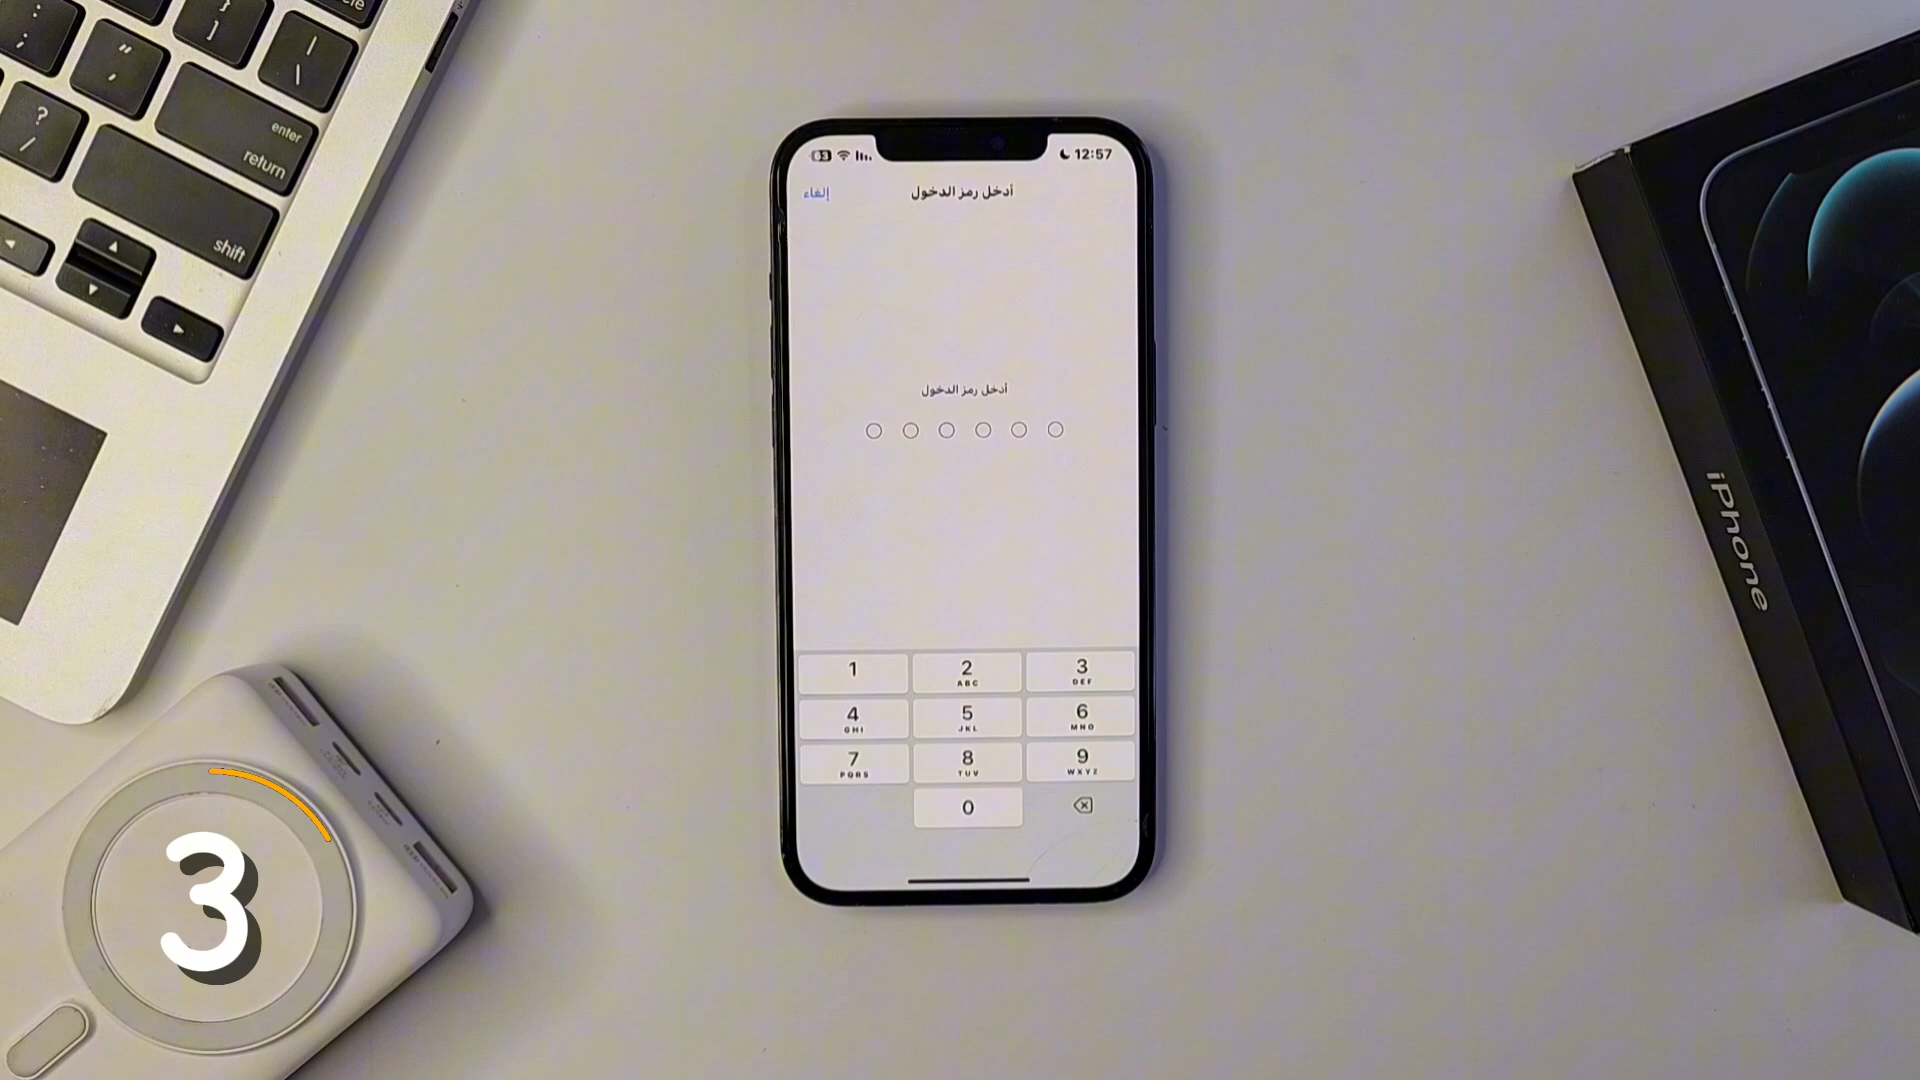 12:57
أدخل رمز الدخول
إلغاء
أدخل رمز الدخول
1
2
ABC
3
DEF
4
GHI
5
JKL
6
MNO
7
PQRS
8
TUV
9
WXYZ
0
enter
return
shift
iPhone
3